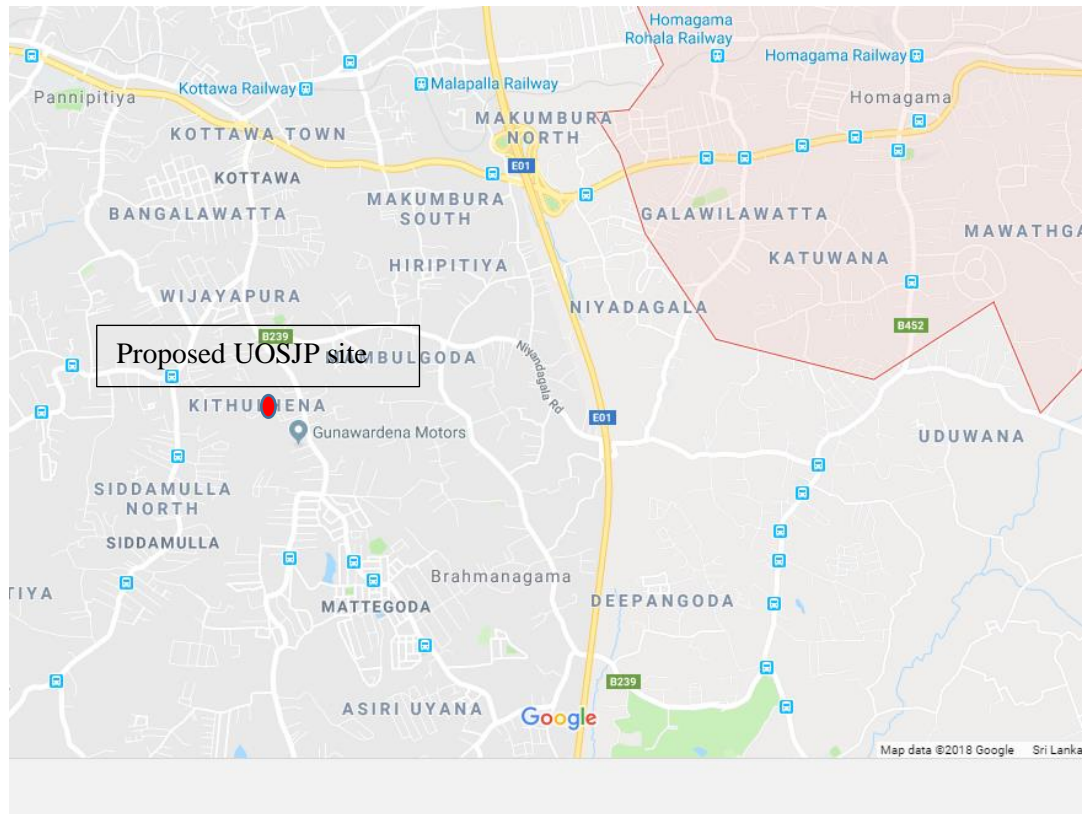 Homagama
Rohala Railway
Homagama Railway
Kottawa Railway
Malapalla Railway
Pannipitiya
Homagama
MAKUMBURA
NORTH
KOTTAWA TOWN
E01
KOTTAWA
MAKUMBURA
SOUTH
BANGALAWATTA
GALAWILAWATTA
MAWATHGA
KATUWANA
HIRIPITIYA
WIJAYAPURA
NIYADAGALA
B452
B239
Proposed UOSJP site
Niyandagala Rd
E01
Gunawardena Motors
UDUWANA
SIDDAMULLA
NORTH
SIDDAMULLA
Brahmanagama
TIYA
MATTEGODA
DEEPANGODA
B239
ASIRI UYANA
Google
Map data ©2018 Google Sri Lanka